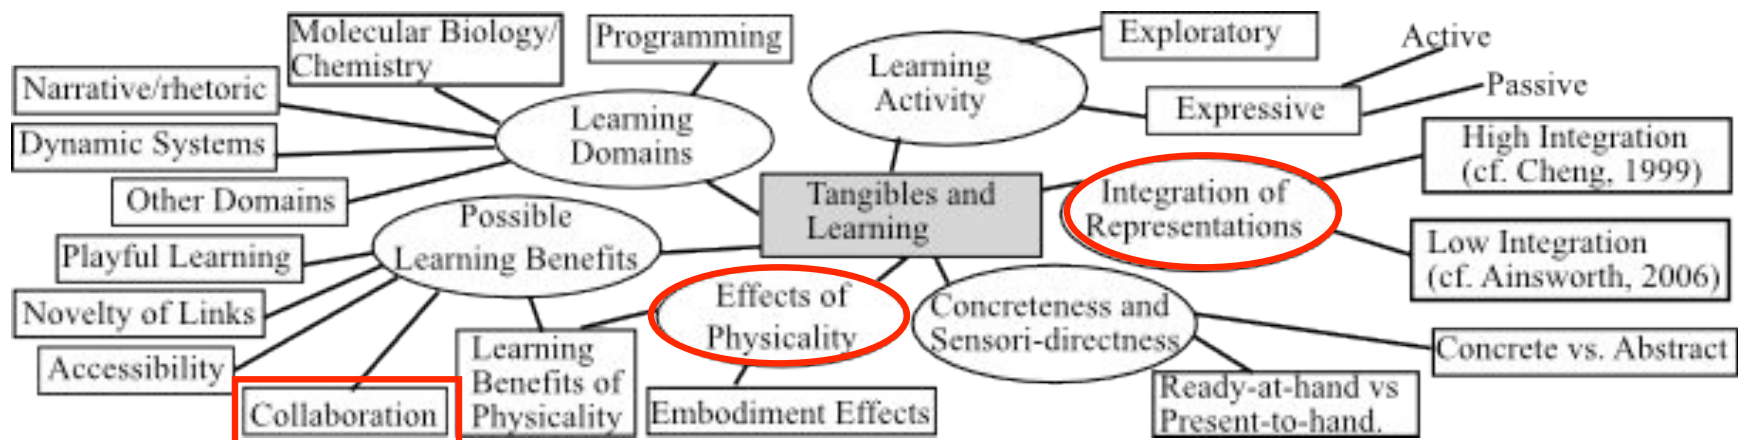 Molecular Biology/
Chemistry
Programming
Narrative/rhetoric
Dynamic Systems
Other Domains
Learning
Domains
Learning
Activity
Exploratory
Expressive
Active
Passive
Tangibles and
Learning
Integration of
Representations
High Integration
(cf. Cheng, 1999)
Low Integration
(cf. Ainsworth, 2006)
Possible
Learning Benefits
Playful Learning
Novelty of Links
Accessibility
Collaboration
Learning
Benefits of
Physicality
Effects of
Physicality
Embodiment Effects
Concreteness and
Sensori-directness
Concrete vs. Abstract
Ready-at-hand vs
Present-to-hand.